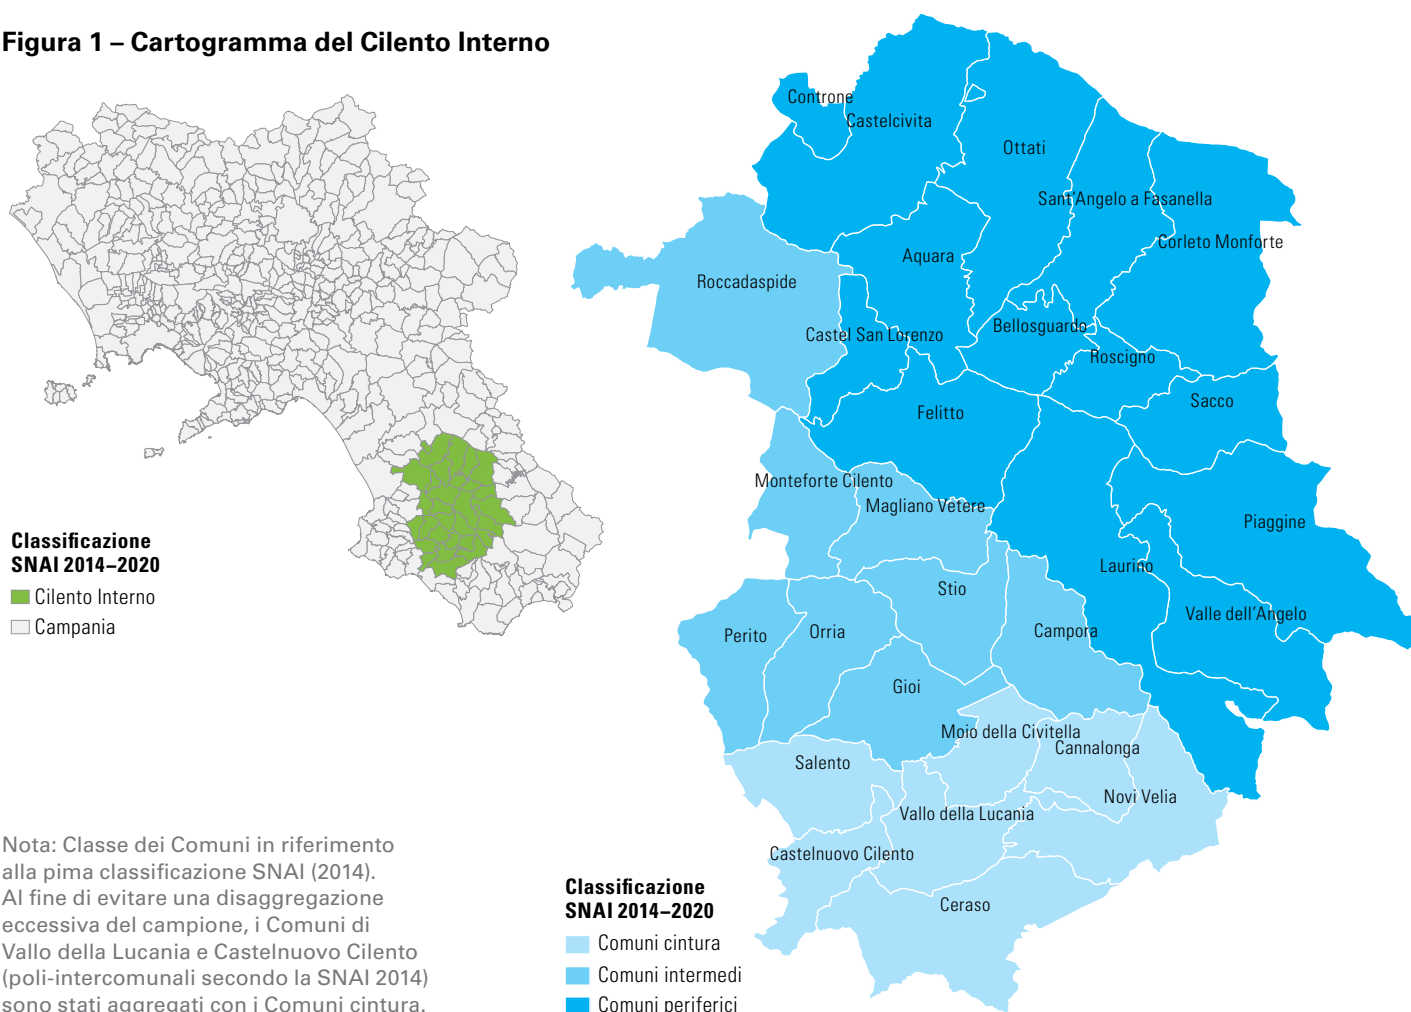 Figura 1 – Cartogramma del Cilento Interno
Classificazione
SNAI 2014–2020
Cilento Interno
Campania
Nota: Classe dei Comuni in riferimento
alla pima classificazione SNAI (2014).
Al fine di evitare una disaggregazione
eccessiva del campione, i Comuni di
Vallo della Lucania e Castelnuovo Cilento
(poli-intercomunali secondo la SNAI 2014)
sono stati aggregati con i Comuni cintura.
Controne
Castelcivita
Ottati
Sant'Angelo a Fasanella
Corleto Monforte
Aquara
Roccadaspide
Bellosguardo
Castel San Lorenzo
Roscigno
Sacco
Felitto
Monteforte Cilento
Magliano Vetere
Piaggine
Laurino
Stio
Valle dell'Angelo
Perito
Orria
Campora
Gioi
Moio della Civitella
Cannalonga
Salento
Novi Velia
Vallo della Lucania
Castelnuovo Cilento
Ceraso
Classificazione
SNAI 2014–2020
Comuni cintura
Comuni intermedi
Comuni periferici